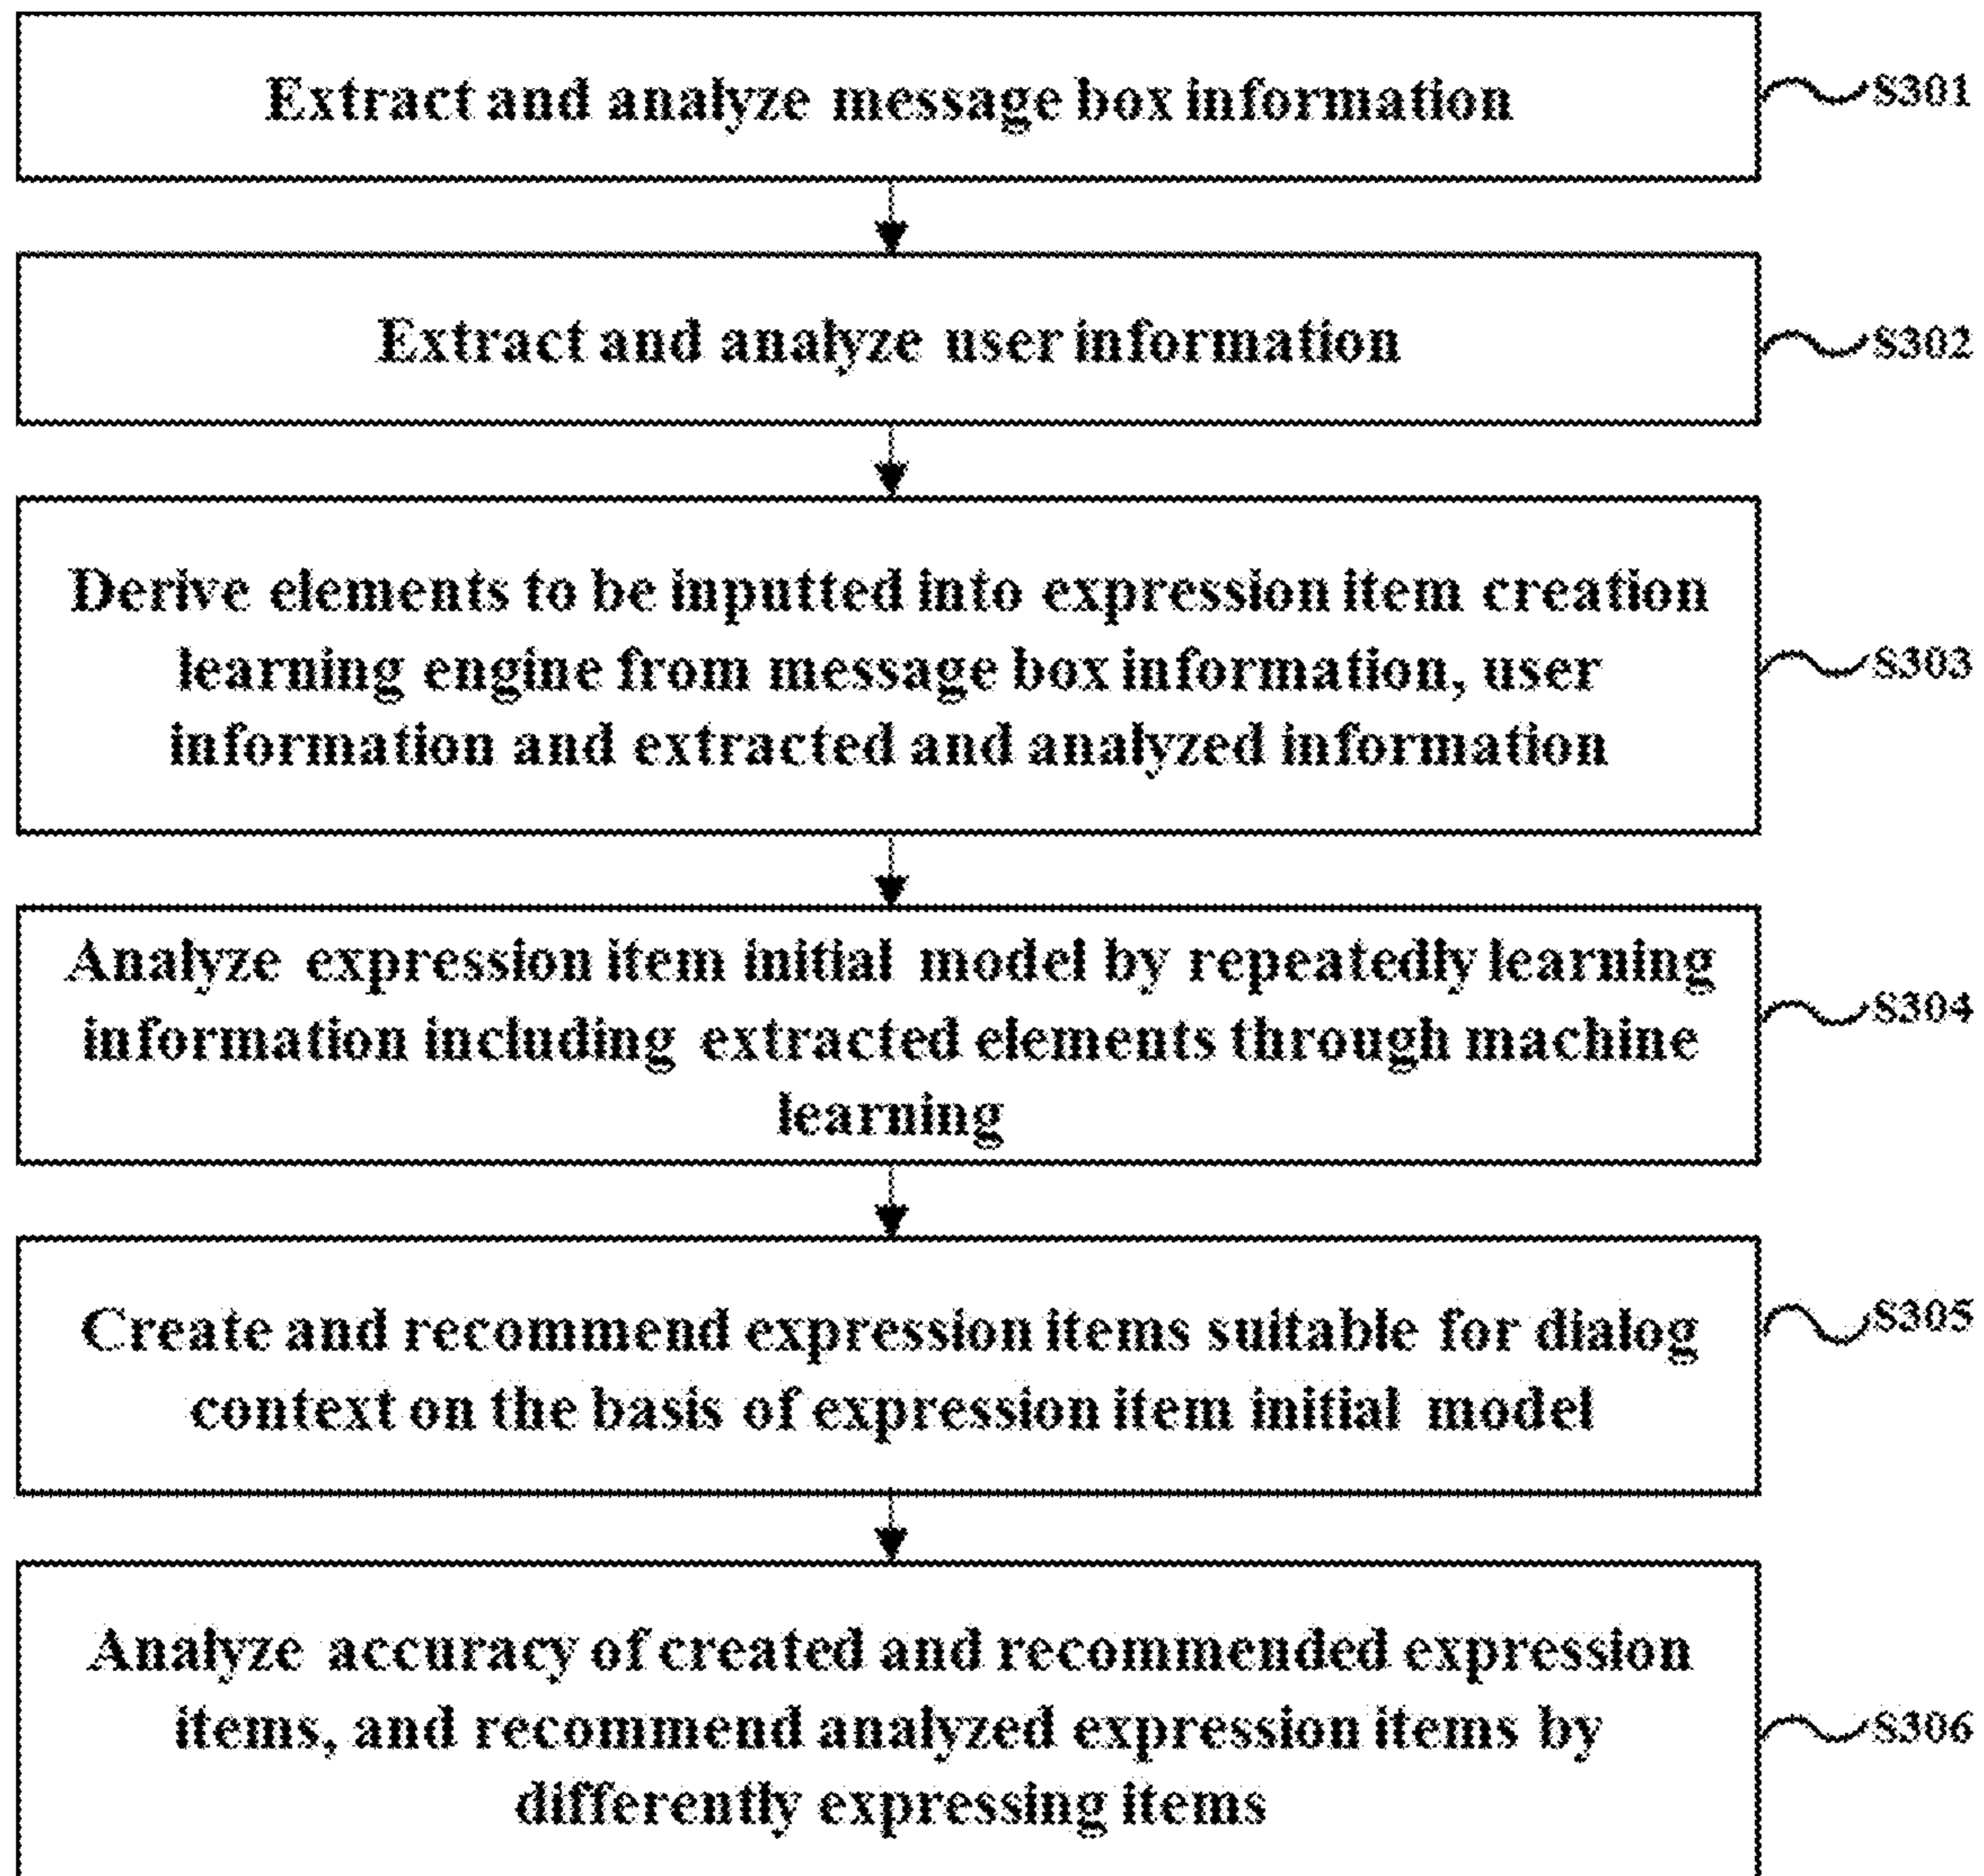 Extract and analyze message box information
S301
Extract and analyze user information
S302
Derive elements to be inputted into expression item creation
learning engine from message box information, user
information and extracted and analyzed information
S303
Analyze expression item initial model by repeatedly learning
information including extracted elements through machine
learning
S304
Create and recommend expression items suitable for dialog
context on the basis of expression item initial model
S305
Analyze accuracy of created and recommended expression
items, and recommend analyzed expression items by
differently expressing items
S306